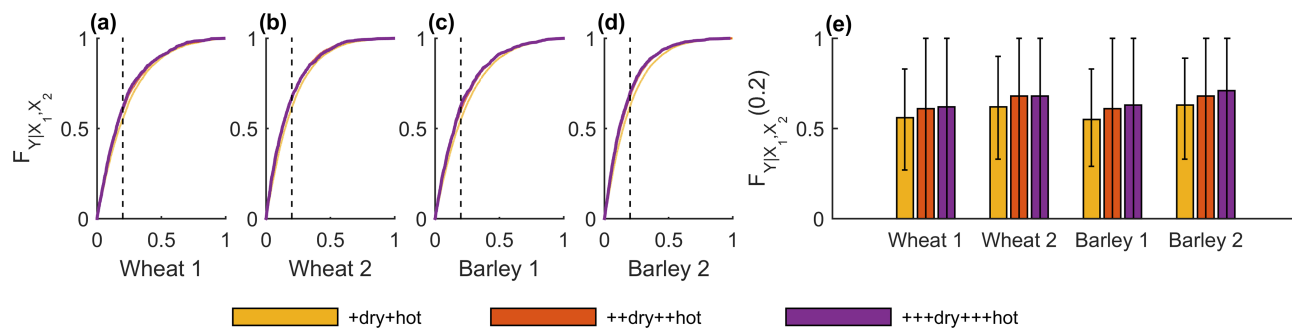 (a) (b) (c) (d) (e)
F_{Y|X_1,X_2}
1
0.5
0
0 0.5 1
Wheat 1
1
0.5
0
0 0.5 1
Wheat 2
1
0.5
0
0 0.5 1
Barley 1
1
0.5
0
0 0.5 1
Barley 2
F_{Y|X_1,X_2}(0.2)
1
0.5
0
Wheat 1 Wheat 2 Barley 1 Barley 2
+dry+hot ++dry++hot +++dry+++hot